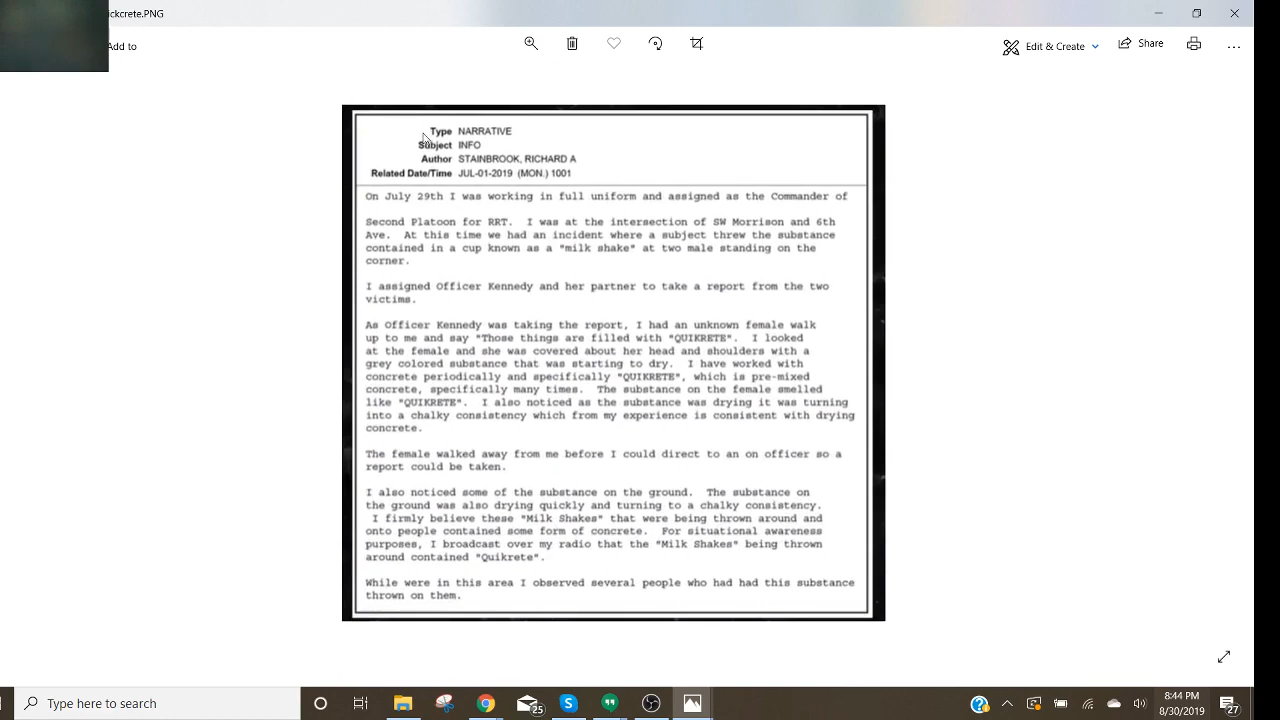 ickcrete.PNG
Add to
Edit & Create
Share
Type NARRATIVE
Subject INFO
Author STAINBROOK, RICHARD A
Related Date/Time JUL-01-2019 (MON.) 1001
On July 29th I was working in full uniform and assigned as the Commander of
Second Platoon for RRT. I was at the intersection of SW Morrison and 6th
Ave. At this time we had an incident where a subject threw the substance
contained in a cup known as a "milk shake" at two male standing on the
corner.
I assigned Officer Kennedy and her partner to take a report from the two
victims.
As Officer Kennedy was taking the report, I had an unknown female walk
up to me and say "Those things are filled with "QUIKRETE". I looked
at the female and she was covered about her head and shoulders with a
grey colored substance that was starting to dry. I have worked with
concrete periodically and specifically "QUIKRETE", which is pre-mixed
concrete, specifically many times. The substance on the female smelled
like "QUIKRETE". I also noticed as the substance was drying it was turning
into a chalky consistency which from my experience is consistent with drying
concrete.
The female walked away from me before I could direct to an on officer so a
report could be taken.
I also noticed some of the substance on the ground. The substance on
the ground was also drying quickly and turning to a chalky consistency.
I firmly believe these "Milk Shakes" that were being thrown around and
onto people contained some form of concrete. For situational awareness
purposes, I broadcast over my radio that the "Milk Shakes" being thrown
around contained "Quikrete".
While were in this area I observed several people who had had this substance
thrown on them.
Type here to search
25
8:44 PM
8/30/2019
27